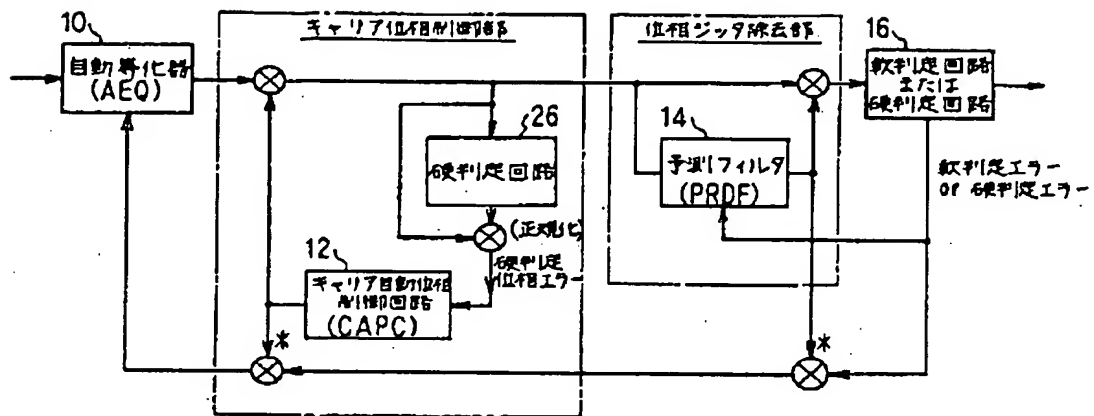 キャリア位相制御部
位相ジッタ除去部
10
自動等化器
(AEQ)
16
軟判定回路
または
硬判定回路
26
硬判定回路
14
予測フィルタ
(PRDF)
軟判定エラー
or 硬判定エラー
(正規化)
硬判定
位相エラー
12
キャリア自動位相
制御回路
(CAPC)
*
*